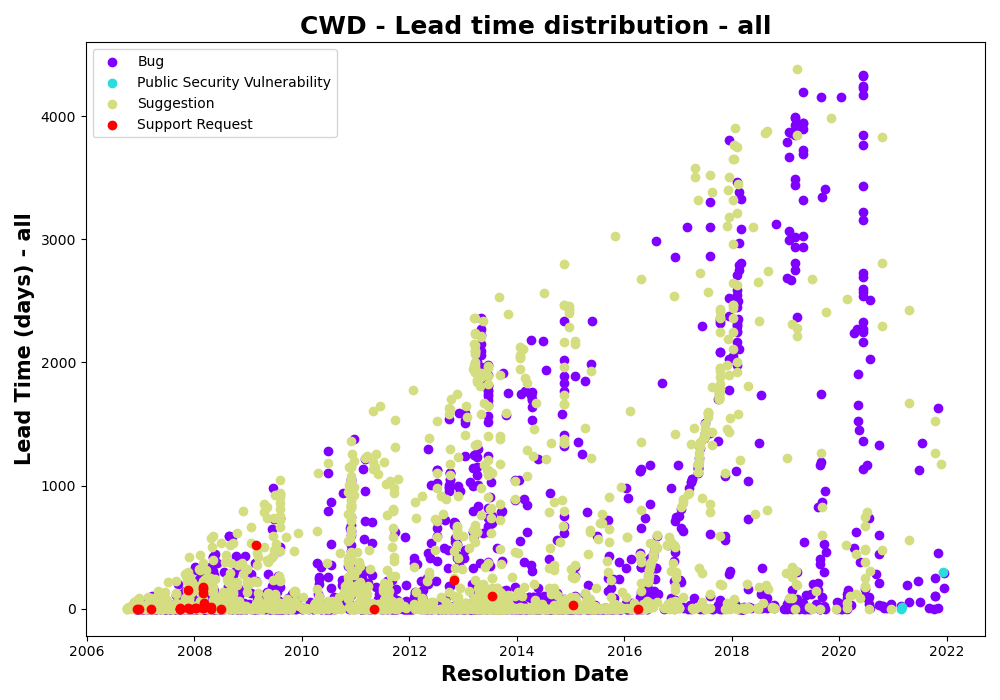 CWD - Lead time distribution - all
Bug
Public Security Vulnerability
Suggestion
Support Request
Lead Time (days) - all
4000
3000
2000
1000
0
2006 2008 2010 2012 2014 2016 2018 2020 2022
Resolution Date